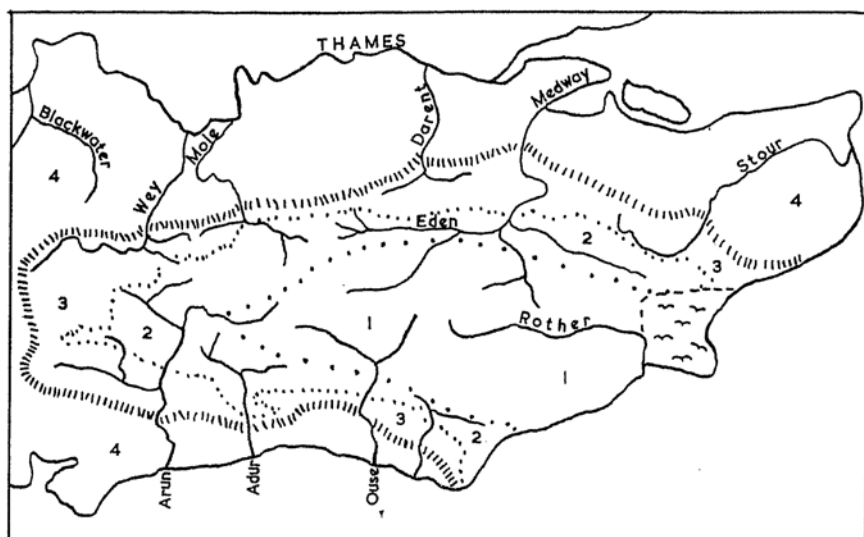 THAMES
Blackwater
Wey
Mole
Darent
Medway
Stour
Eden
Rother
Arun
Adur
Ouse
4
4
3
2
3
2
1
1
3
2
4